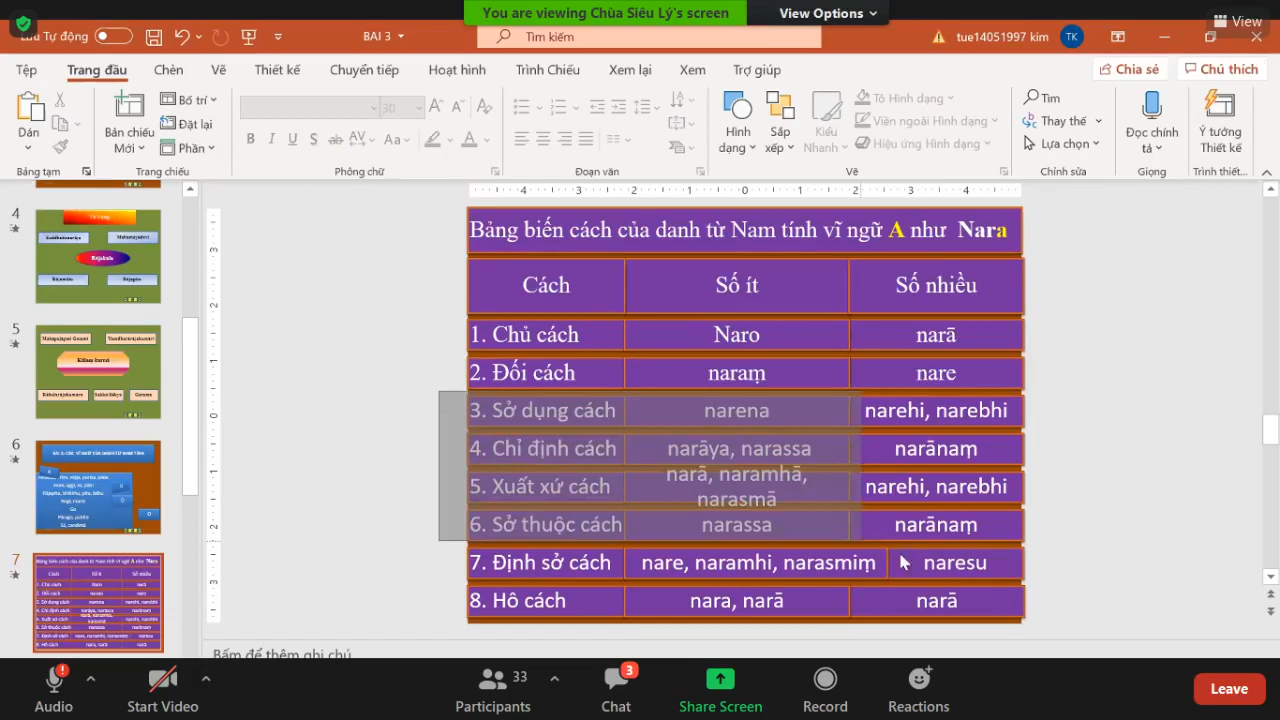 You are viewing Chùa Siêu Lý's screen
View Options
View
Lưu Tự động
BAI 3
Tìm kiếm
tue14051997 kim
TK
Tệp
Trang đầu
Chèn
Vẽ
Thiết kế
Chuyển tiếp
Hoạt hình
Trình Chiếu
Xem lại
Xem
Trợ giúp
Chia sẻ
Chú thích
Dán
Bản chiếu Mới
Bố trí
Đặt lại
Phần
30
Hình dạng
Sắp xếp
Kiểu Nhanh
Tô Hình dạng
Viền ngoài Hình dạng
Hiệu ứng Hình dạng
Tìm
Thay thế
Lựa chọn
Đọc chính tả
Ý tưởng Thiết kế
Bảng tạm
Trang chiếu
Phông chữ
Đoạn văn
Vẽ
Chỉnh sửa
Giọng
Trình thiết...
4
5
6
7
Bảng biến cách của danh từ Nam tính vĩ ngữ A như Nara
Cách Số ít Số nhiều
1. Chủ cách Naro narā
2. Đối cách naraṃ nare
3. Sở dụng cách narena narehi, narebhi
4. Chỉ định cách narāya, narassa narānaṃ
5. Xuất xứ cách narā, naramhā, narasmā narehi, narebhi
6. Sở thuộc cách narassa narānaṃ
7. Định sở cách nare, naramhi, narasmiṃ naresu
8. Hô cách nara, narā narā
Bấm để thêm ghi chú
Audio
Start Video
33
Participants
3
Chat
Share Screen
Record
Reactions
Leave